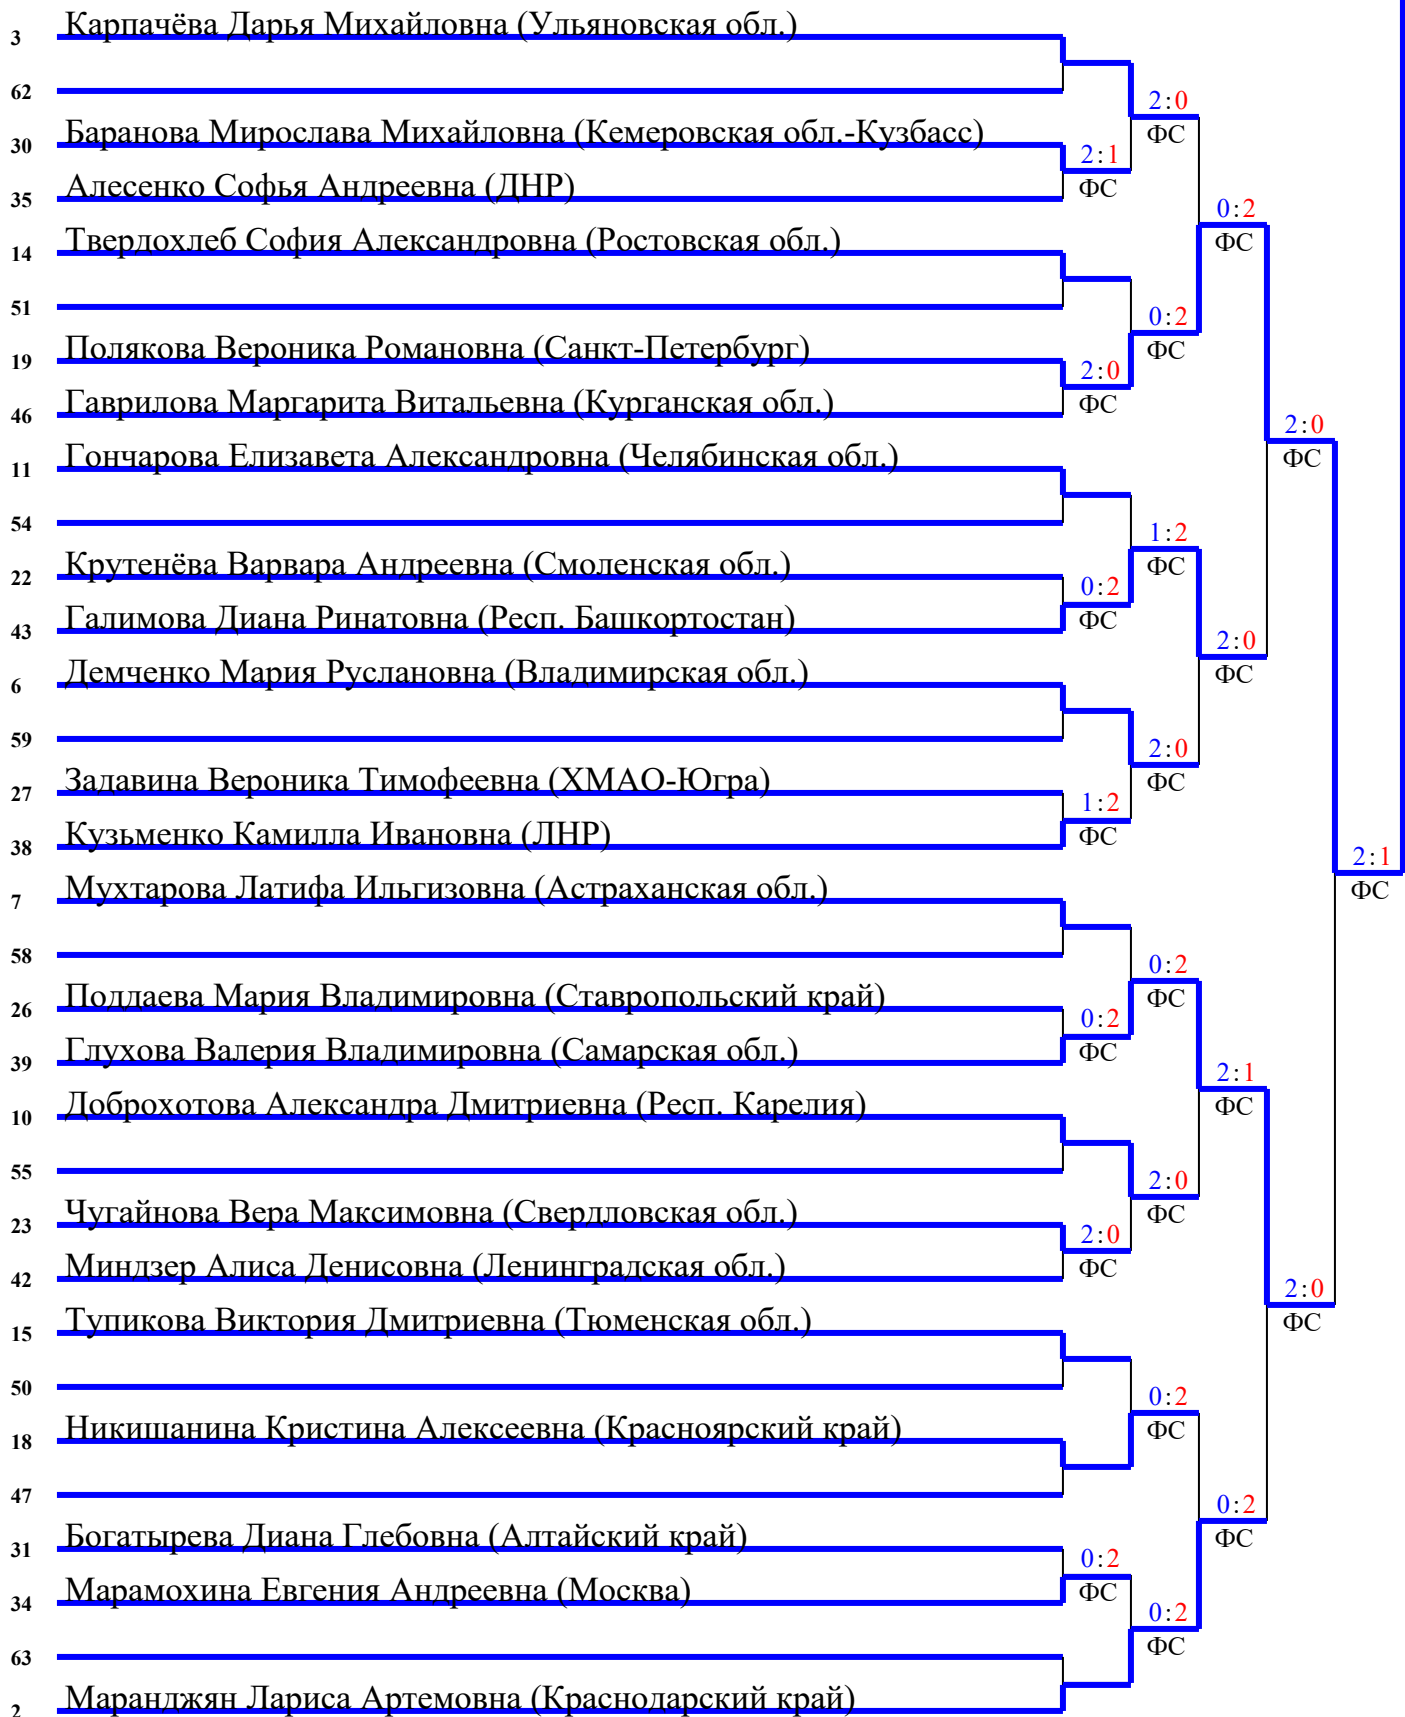 Карпачёва Дарья Михайловна (Ульяновская обл.)
3
62
2:0
ФС
Баранова Мирослава Михайловна (Кемеровская обл.-Кузбасс)
30
2:1
ФС
Алесенко Софья Андреевна (ДНР)
35
0:2
ФС
Твердохлеб София Александровна (Ростовская обл.)
14
51
0:2
ФС
Полякова Вероника Романовна (Санкт-Петербург)
19
2:0
ФС
Гаврилова Маргарита Витальевна (Курганская обл.)
46
2:0
ФС
Гончарова Елизавета Александровна (Челябинская обл.)
11
54
1:2
ФС
Крутенёва Варвара Андреевна (Смоленская обл.)
22
0:2
ФС
Галимова Диана Ринатовна (Респ. Башкортостан)
43
2:0
ФС
Демченко Мария Руслановна (Владимирская обл.)
6
59
2:0
ФС
Задавина Вероника Тимофеевна (ХМАО-Югра)
27
1:2
ФС
Кузьменко Камилла Ивановна (ЛНР)
38
2:1
ФС
Мухтарова Латифа Ильгизовна (Астраханская обл.)
7
58
0:2
ФС
Поддаева Мария Владимировна (Ставропольский край)
26
0:2
ФС
Глухова Валерия Владимировна (Самарская обл.)
39
2:1
ФС
Доброхотова Александра Дмитриевна (Респ. Карелия)
10
55
2:0
ФС
Чугайнова Вера Максимовна (Свердловская обл.)
23
2:0
ФС
Миндзер Алиса Денисовна (Ленинградская обл.)
42
2:0
ФС
Тупикова Виктория Дмитриевна (Тюменская обл.)
15
50
0:2
ФС
Никишанина Кристина Алексеевна (Красноярский край)
18
47
0:2
ФС
Богатырева Диана Глебовна (Алтайский край)
31
0:2
ФС
Марамохина Евгения Андреевна (Москва)
34
0:2
ФС
63
Маранджян Лариса Артемовна (Краснодарский край)
2